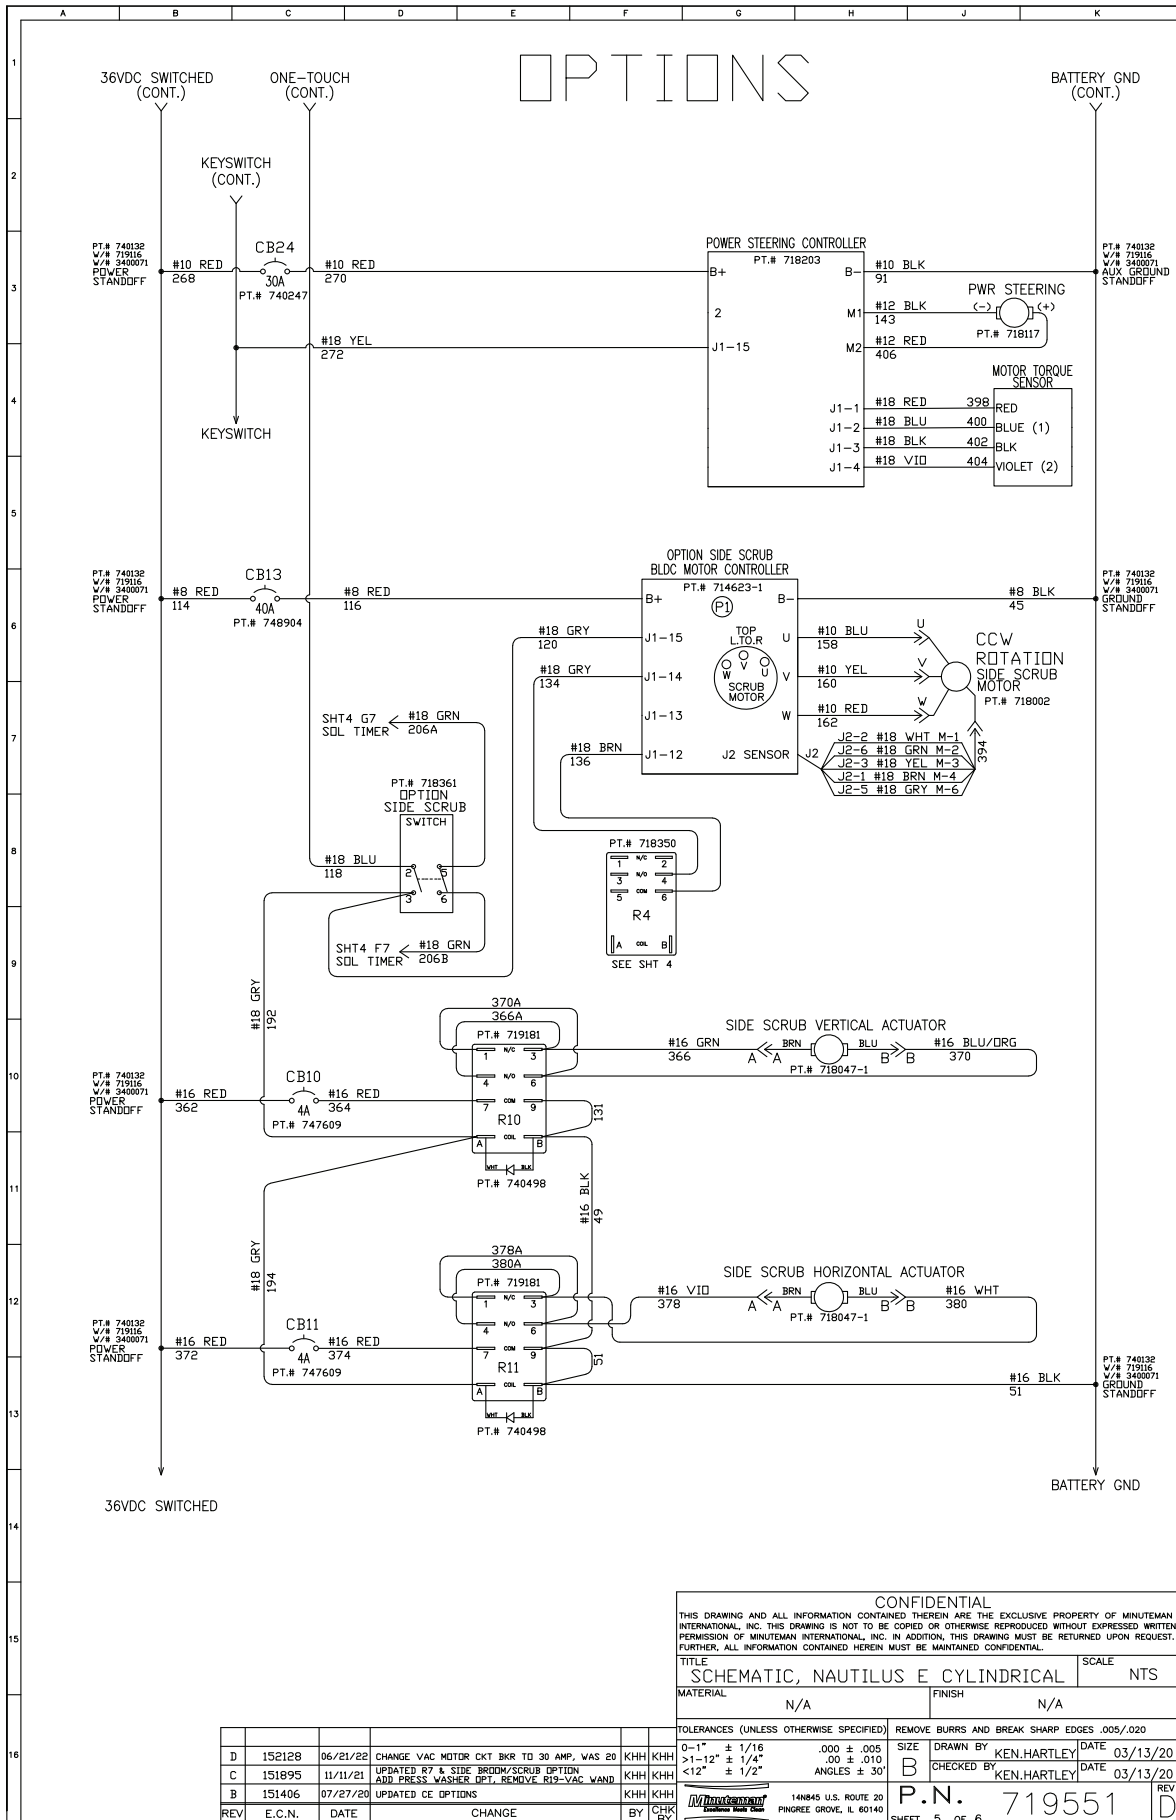 A B C D E F G H J K
1
OPTIONS
36VDC SWITCHED
(CONT.)
ONE-TOUCH
(CONT.)
BATTERY GND
(CONT.)
2
KEYSWITCH
(CONT.)
3
PT.# 740132
W/# 719116
W/# 3400071
POWER
STANDOFF
#10 RED
268
CB24
30A
PT.# 740247
#10 RED
270
#18 YEL
272
POWER STEERING CONTROLLER
PT.# 718203
B+
2
J1-15
B-
M1
M2
J1-1
J1-2
J1-3
J1-4
#10 BLK
91
#12 BLK
143
#12 RED
406
PWR STEERING
(-)
(+)
PT.# 718117
PT.# 740132
W/# 719116
W/# 3400071
AUX GROUND
STANDOFF
4
KEYSWITCH
MOTOR TORQUE
SENSOR
#18 RED 398 RED
#18 BLU 400 BLUE (1)
#18 BLK 402 BLK
#18 VIO 404 VIOLET (2)
5
6
PT.# 740132
W/# 719116
W/# 3400071
POWER
STANDOFF
#8 RED
114
CB13
40A
PT.# 748904
#8 RED
116
OPTION SIDE SCRUB
BLDC MOTOR CONTROLLER
PT.# 714623-1
P1
B+
B-
J1-15
J1-14
J1-13
J1-12
TOP
L.TO.R
W V U
SCRUB
MOTOR
U
V
W
J2 SENSOR
J2
#18 GRY
120
#18 GRY
134
#18 BRN
136
#8 BLK
45
PT.# 740132
W/# 719116
W/# 3400071
GROUND
STANDOFF
#10 BLU
158
U
#10 YEL
160
V
#10 RED
162
W
CCW
ROTATION
SIDE SCRUB
MOTOR
PT.# 718002
7
J2-2 #18 WHT M-1
J2-6 #18 GRN M-2
J2-3 #18 YEL M-3
J2-1 #18 BRN M-4
J2-5 #18 GRY M-6
394
SHT4 G7
SOL TIMER
#18 GRN
206A
PT.# 718361
OPTION
SIDE SCRUB
SWITCH
2 5
3 6
8
#18 BLU
118
PT.# 718350
1 N/C 2
3 N/O 4
5 COM 6
R4
A COIL B
SEE SHT 4
9
SHT4 F7
SOL TIMER
#18 GRN
206B
#18 GRY
192
370A
366A
PT.# 719181
1 N/C 3
4 N/O 6
7 COM 9
R10
A COIL B
WHT BLK
PT.# 740498
10
PT.# 740132
W/# 719116
W/# 3400071
POWER
STANDOFF
#16 RED
362
CB10
4A
PT.# 747609
#16 RED
364
131
SIDE SCRUB VERTICAL ACTUATOR
#16 GRN
366
A A BRN BLU B B
PT.# 718047-1
#16 BLU/ORG
370
11
#16 BLK
49
#18 GRY
194
12
378A
380A
PT.# 719181
1 N/C 3
4 N/O 6
7 COM 9
R11
A COIL B
WHT BLK
PT.# 740498
PT.# 740132
W/# 719116
W/# 3400071
POWER
STANDOFF
#16 RED
372
CB11
4A
PT.# 747609
#16 RED
374
51
SIDE SCRUB HORIZONTAL ACTUATOR
#16 VIO
378
A A BRN BLU B B
PT.# 718047-1
#16 WHT
380
13
#16 BLK
51
PT.# 740132
W/# 719116
W/# 3400071
GROUND
STANDOFF
36VDC SWITCHED
BATTERY GND
14
15
CONFIDENTIAL
THIS DRAWING AND ALL INFORMATION CONTAINED THEREIN ARE THE EXCLUSIVE PROPERTY OF MINUTEMAN
INTERNATIONAL, INC. THIS DRAWING IS NOT TO BE COPIED OR OTHERWISE REPRODUCED WITHOUT EXPRESSED WRITTEN
PERMISSION OF MINUTEMAN INTERNATIONAL, INC. IN ADDITION, THIS DRAWING MUST BE RETURNED UPON REQUEST.
FURTHER, ALL INFORMATION CONTAINED HEREIN MUST BE MAINTAINED CONFIDENTIAL.
TITLE
SCHEMATIC, NAUTILUS E CYLINDRICAL
SCALE
NTS
MATERIAL
N/A
FINISH
N/A
TOLERANCES (UNLESS OTHERWISE SPECIFIED)
REMOVE BURRS AND BREAK SHARP EDGES .005/.020
0-1" ± 1/16 .000 ± .005
>1-12" ± 1/4" .00 ± .010
<12" ± 1/2" ANGLES ± 30'
SIZE
B
DRAWN BY KEN.HARTLEY DATE 03/13/20
CHECKED BY KEN.HARTLEY DATE 03/13/20
Minuteman
Excellence Meets Clean
14N845 U.S. ROUTE 20
PINGREE GROVE, IL 60140
P.N. 719551
SHEET 5 OF 6
REV
D
16
D 152128 06/21/22 CHANGE VAC MOTOR CKT BKR TO 30 AMP, WAS 20 KHH KHH
C 151895 11/11/21 UPDATED R7 & SIDE BROOM/SCRUB OPTION
ADD PRESS WASHER OPT, REMOVE R19-VAC WAND KHH KHH
B 151406 07/27/20 UPDATED CE OPTIONS KHH KHH
REV E.C.N. DATE CHANGE BY CHK BY